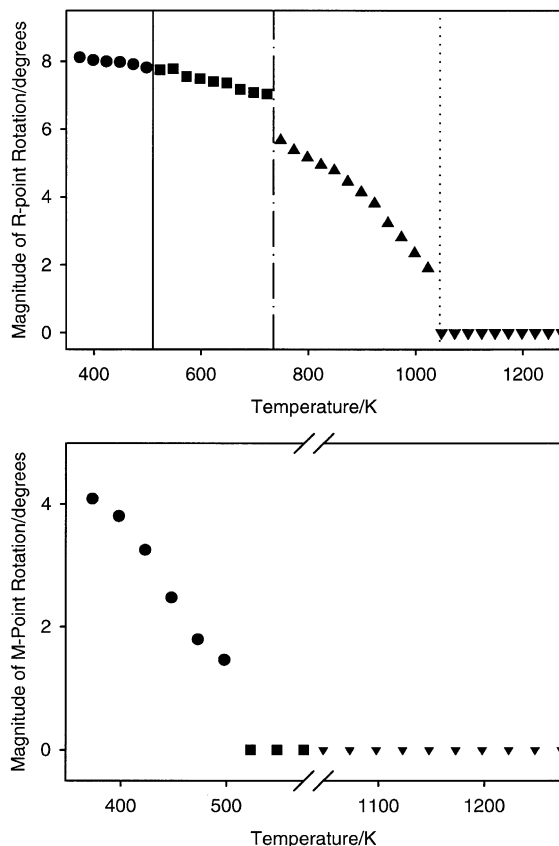 Magnitude of R-point Rotation/degrees
8
6
4
2
0
400 600 800 1000 1200
Temperature/K
Magnitude of M-Point Rotation/degrees
4
2
0
400 500 1100 1200
Temperature/K